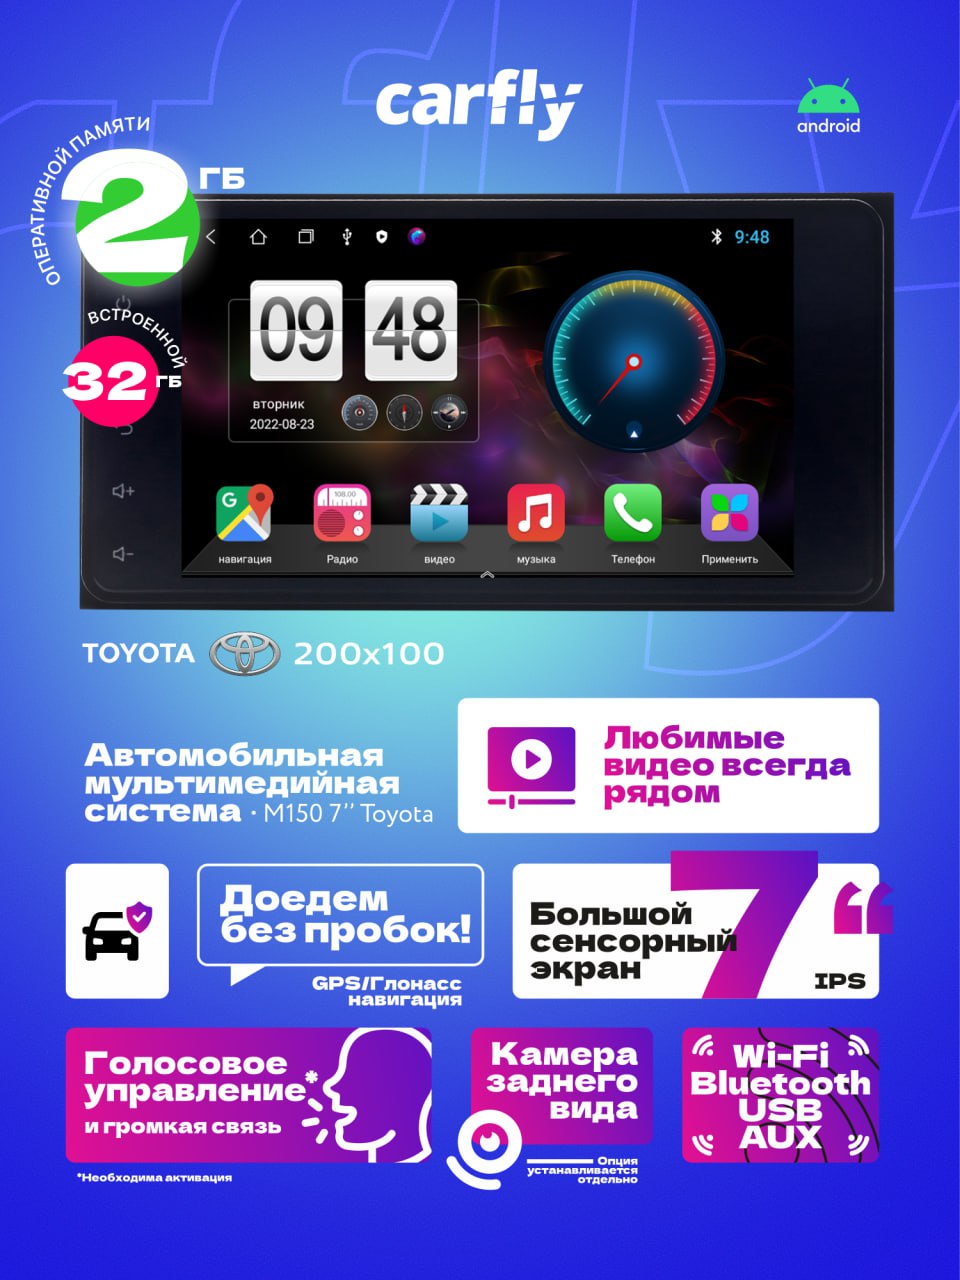 carfly
android
ОПЕРАТИВНОЙ ПАМЯТИ
2 ГБ
ВСТРОЕННОЙ
32 ГБ
9:48
09 48
вторник
2022-08-23
G
108.00
навигация
Радио
видео
музыка
Телефон
Применить
TOYOTA 200x100
Автомобильная
мультимедийная
система · M150 7’’ Toyota
Любимые
видео всегда
рядом
Доедем
без пробок!
GPS/Глонасс
навигация
Большой
сенсорный
экран
7“
IPS
Голосовое
управление*
и громкая связь
*Необходима активация
Камера
заднего
вида
Опция
устанавливается
отдельно
Wi-Fi
Bluetooth
USB
AUX